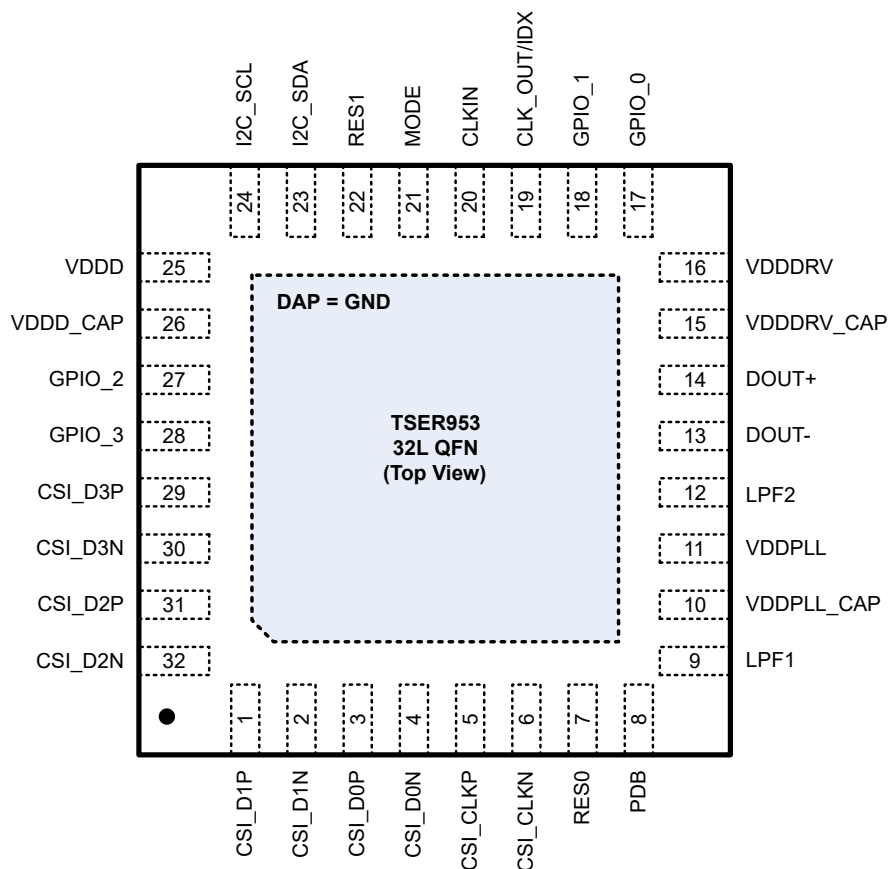 I2C_SCL
I2C_SDA
RES1
MODE
CLKIN
CLK_OUT/IDX
GPIO_1
GPIO_0
24
23
22
21
20
19
18
17
VDDD 25
VDDD_CAP 26
GPIO_2 27
GPIO_3 28
CSI_D3P 29
CSI_D3N 30
CSI_D2P 31
CSI_D2N 32
DAP = GND
TSER953
32L QFN
(Top View)
16 VDDDRV
15 VDDDRV_CAP
14 DOUT+
13 DOUT-
12 LPF2
11 VDDPLL
10 VDDPLL_CAP
9 LPF1
1
2
3
4
5
6
7
8
CSI_D1P
CSI_D1N
CSI_D0P
CSI_D0N
CSI_CLKP
CSI_CLKN
RES0
PDB